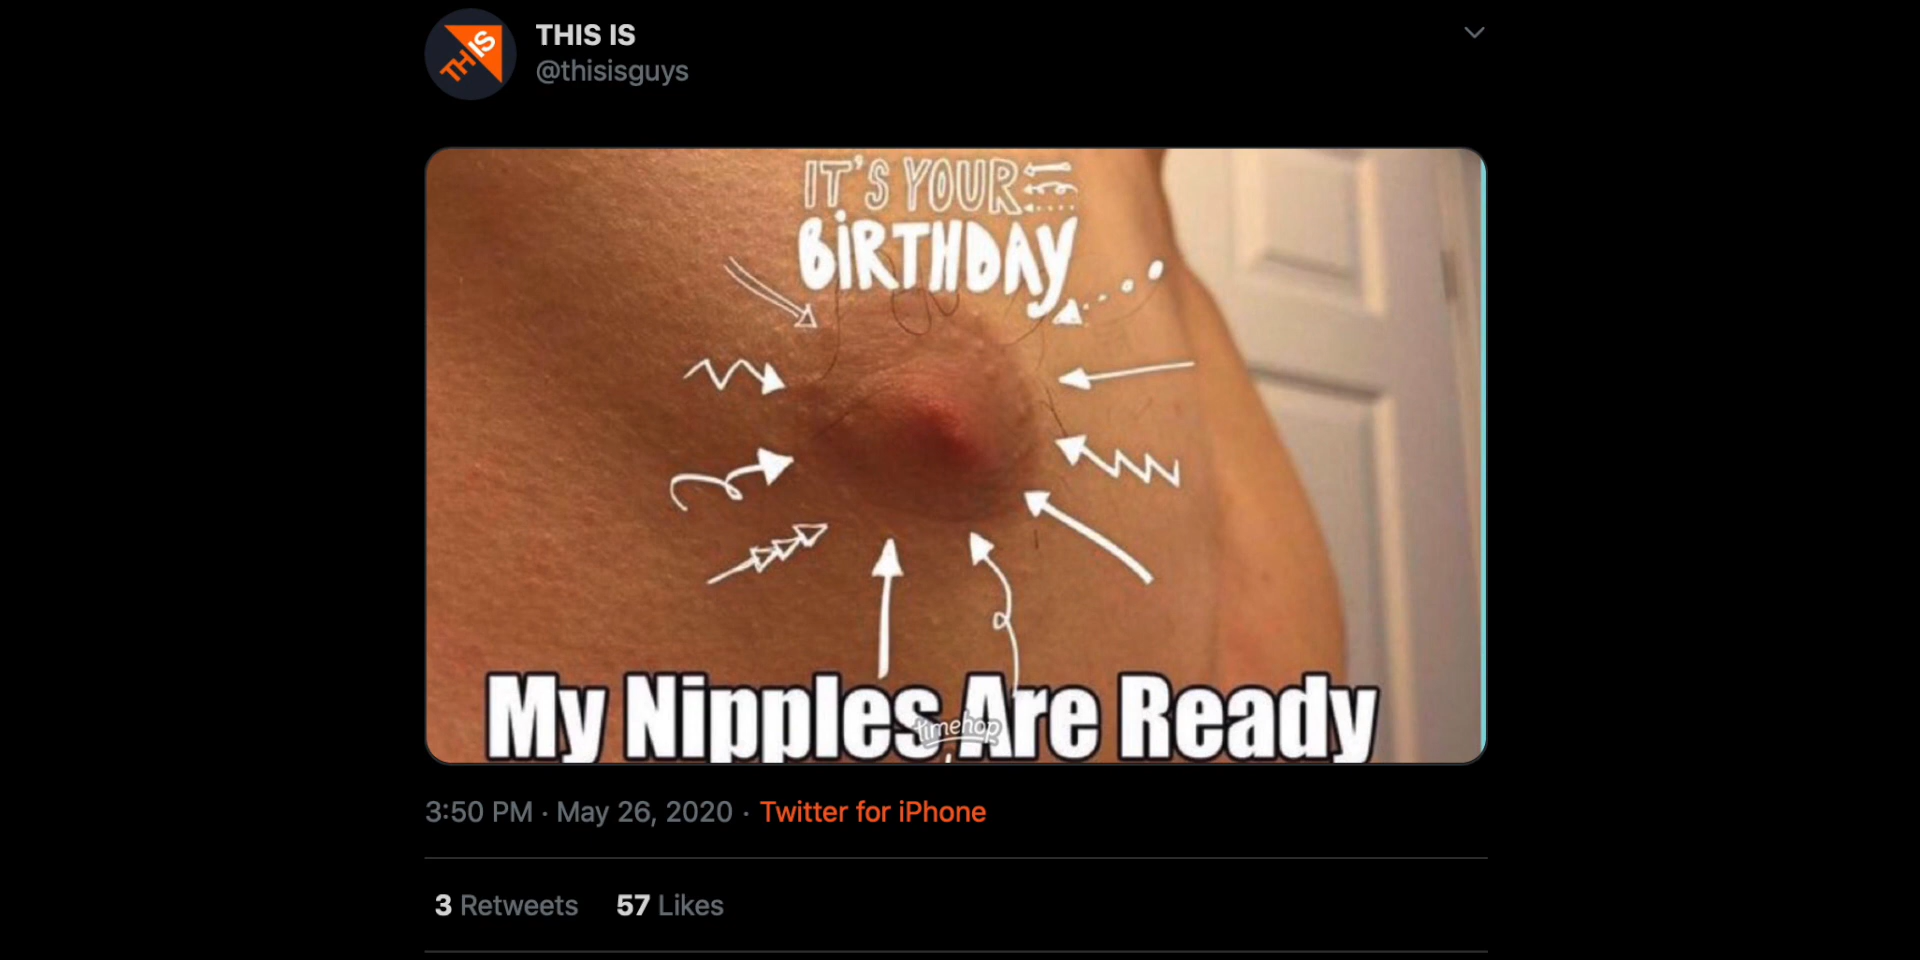 THIS
THIS IS
@thisisguys
IT'S YOUR
BIRTHDAY
My Nipples Are Ready
timehop
3:50 PM · May 26, 2020 · Twitter for iPhone
3 Retweets 57 Likes